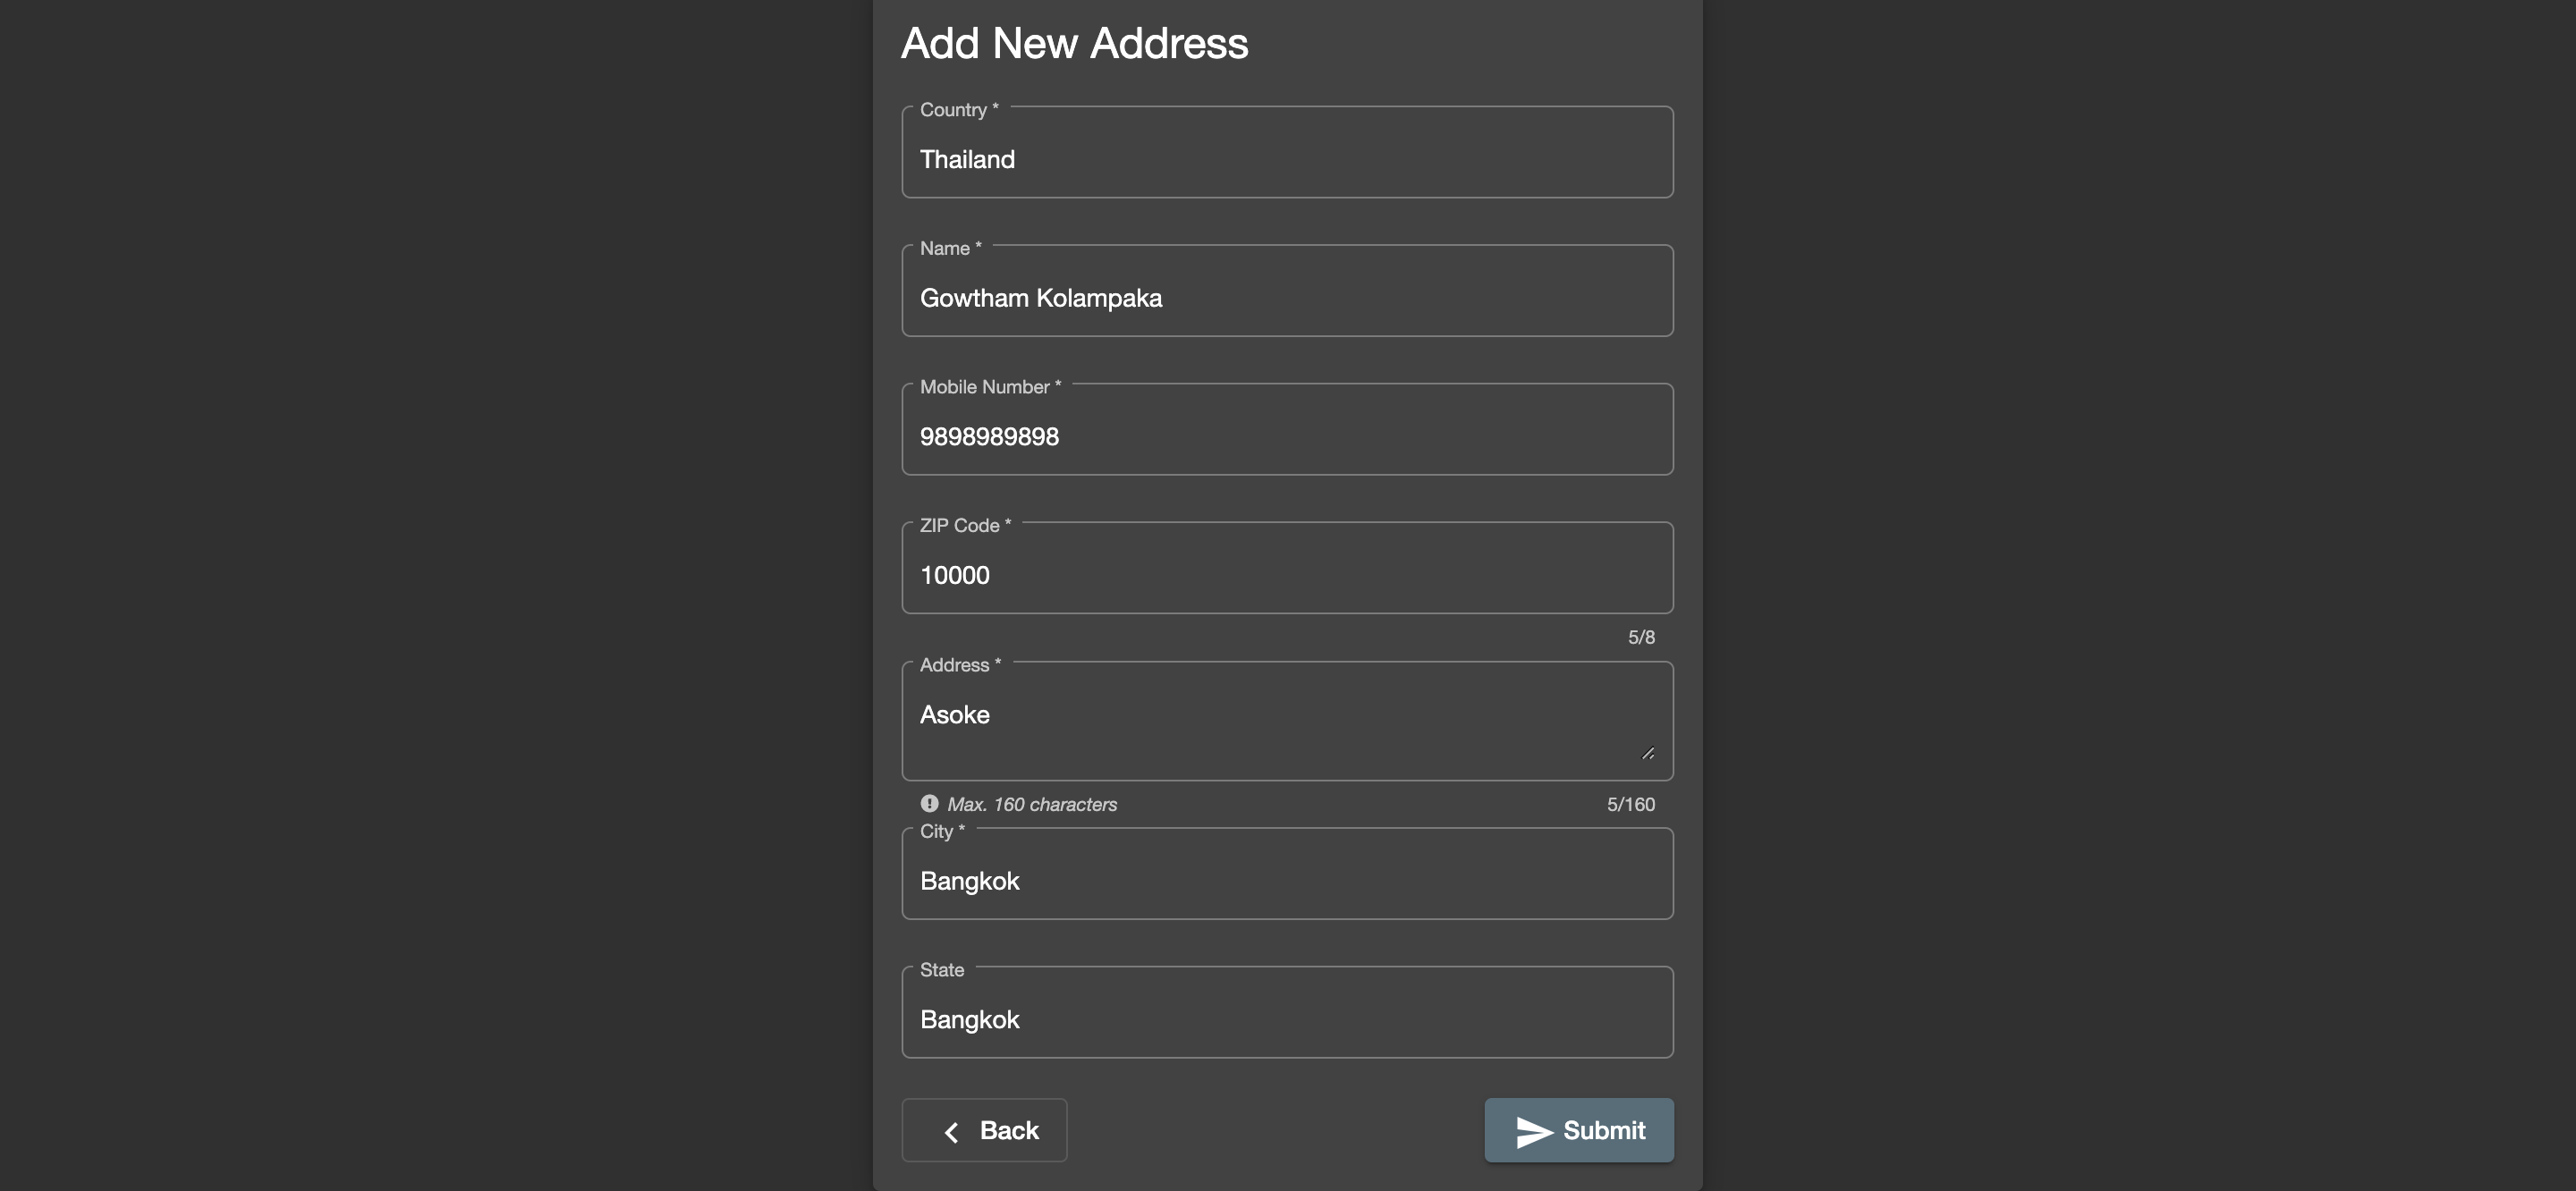 Add New Address
Country *
Thailand
Name *
Gowtham Kolampaka
Mobile Number *
9898989898
ZIP Code *
10000
5/8
Address *
Asoke
Max. 160 characters 5/160
City *
Bangkok
State
Bangkok
Back Submit